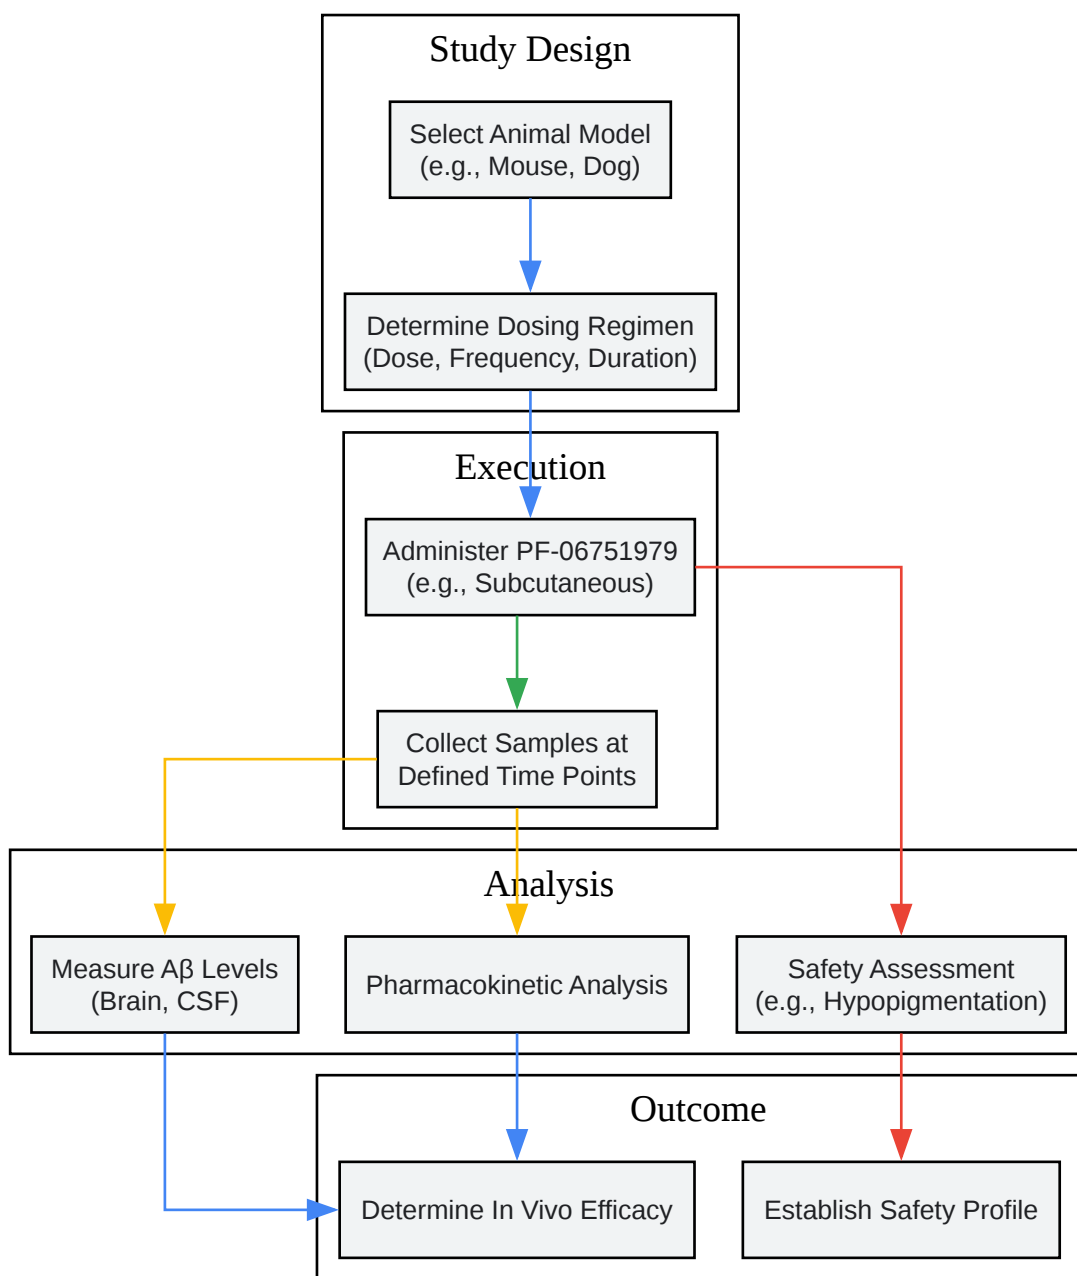 Study Design
Select Animal Model
(e.g., Mouse, Dog)
Determine Dosing Regimen
(Dose, Frequency, Duration)
Execution
Administer PF-06751979
(e.g., Subcutaneous)
Collect Samples at
Defined Time Points
Analysis
Measure Aβ Levels
(Brain, CSF)
Pharmacokinetic Analysis
Safety Assessment
(e.g., Hypopigmentation)
Outcome
Determine In Vivo Efficacy
Establish Safety Profile